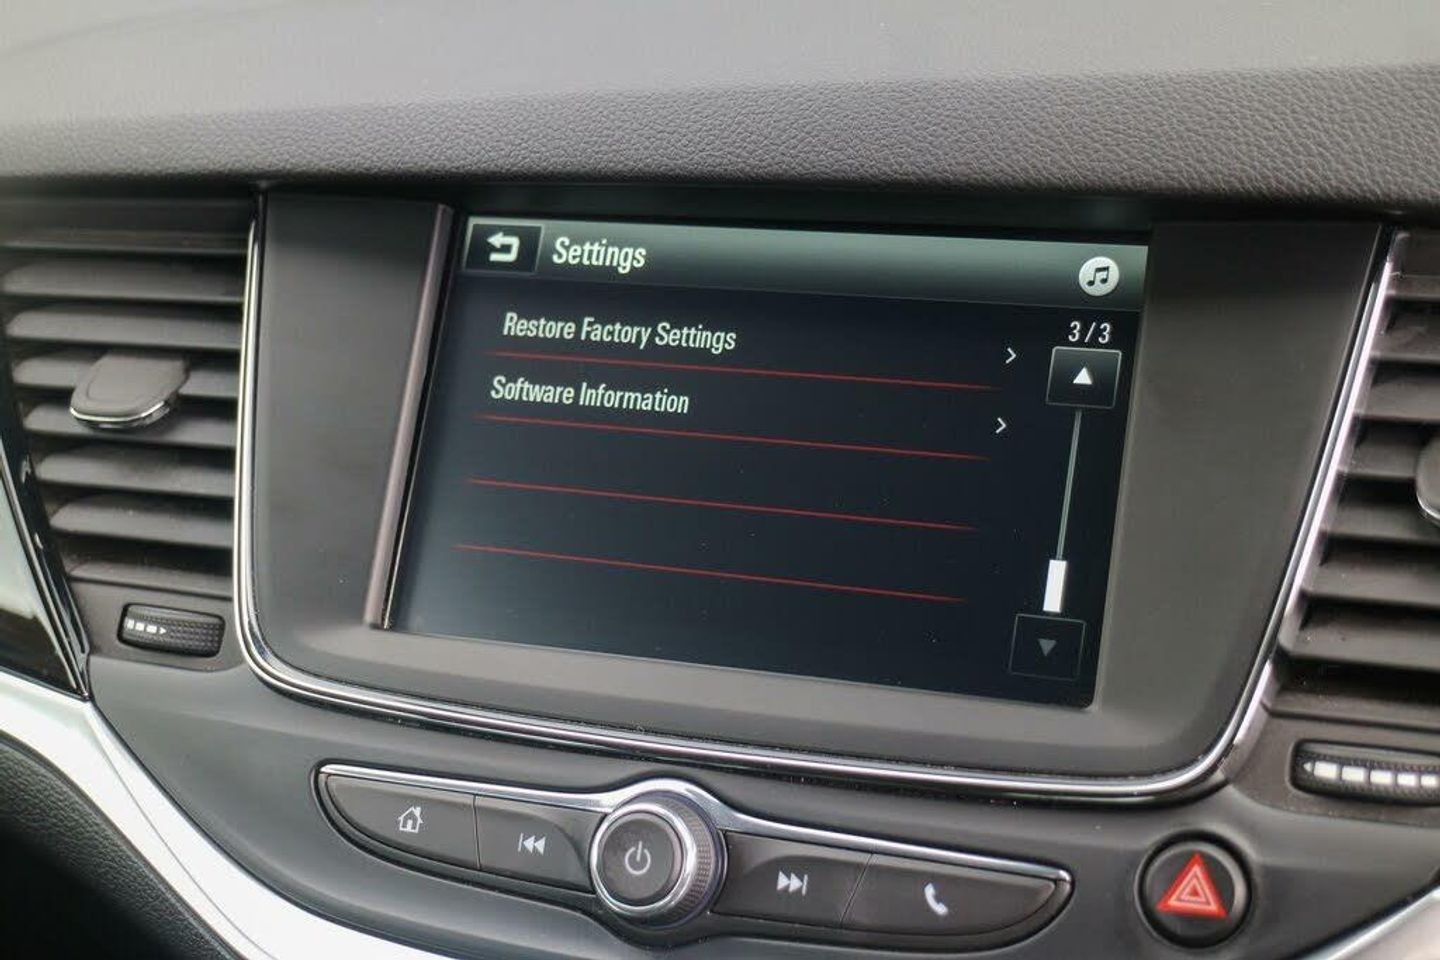 Settings
3/3
Restore Factory Settings
Software Information